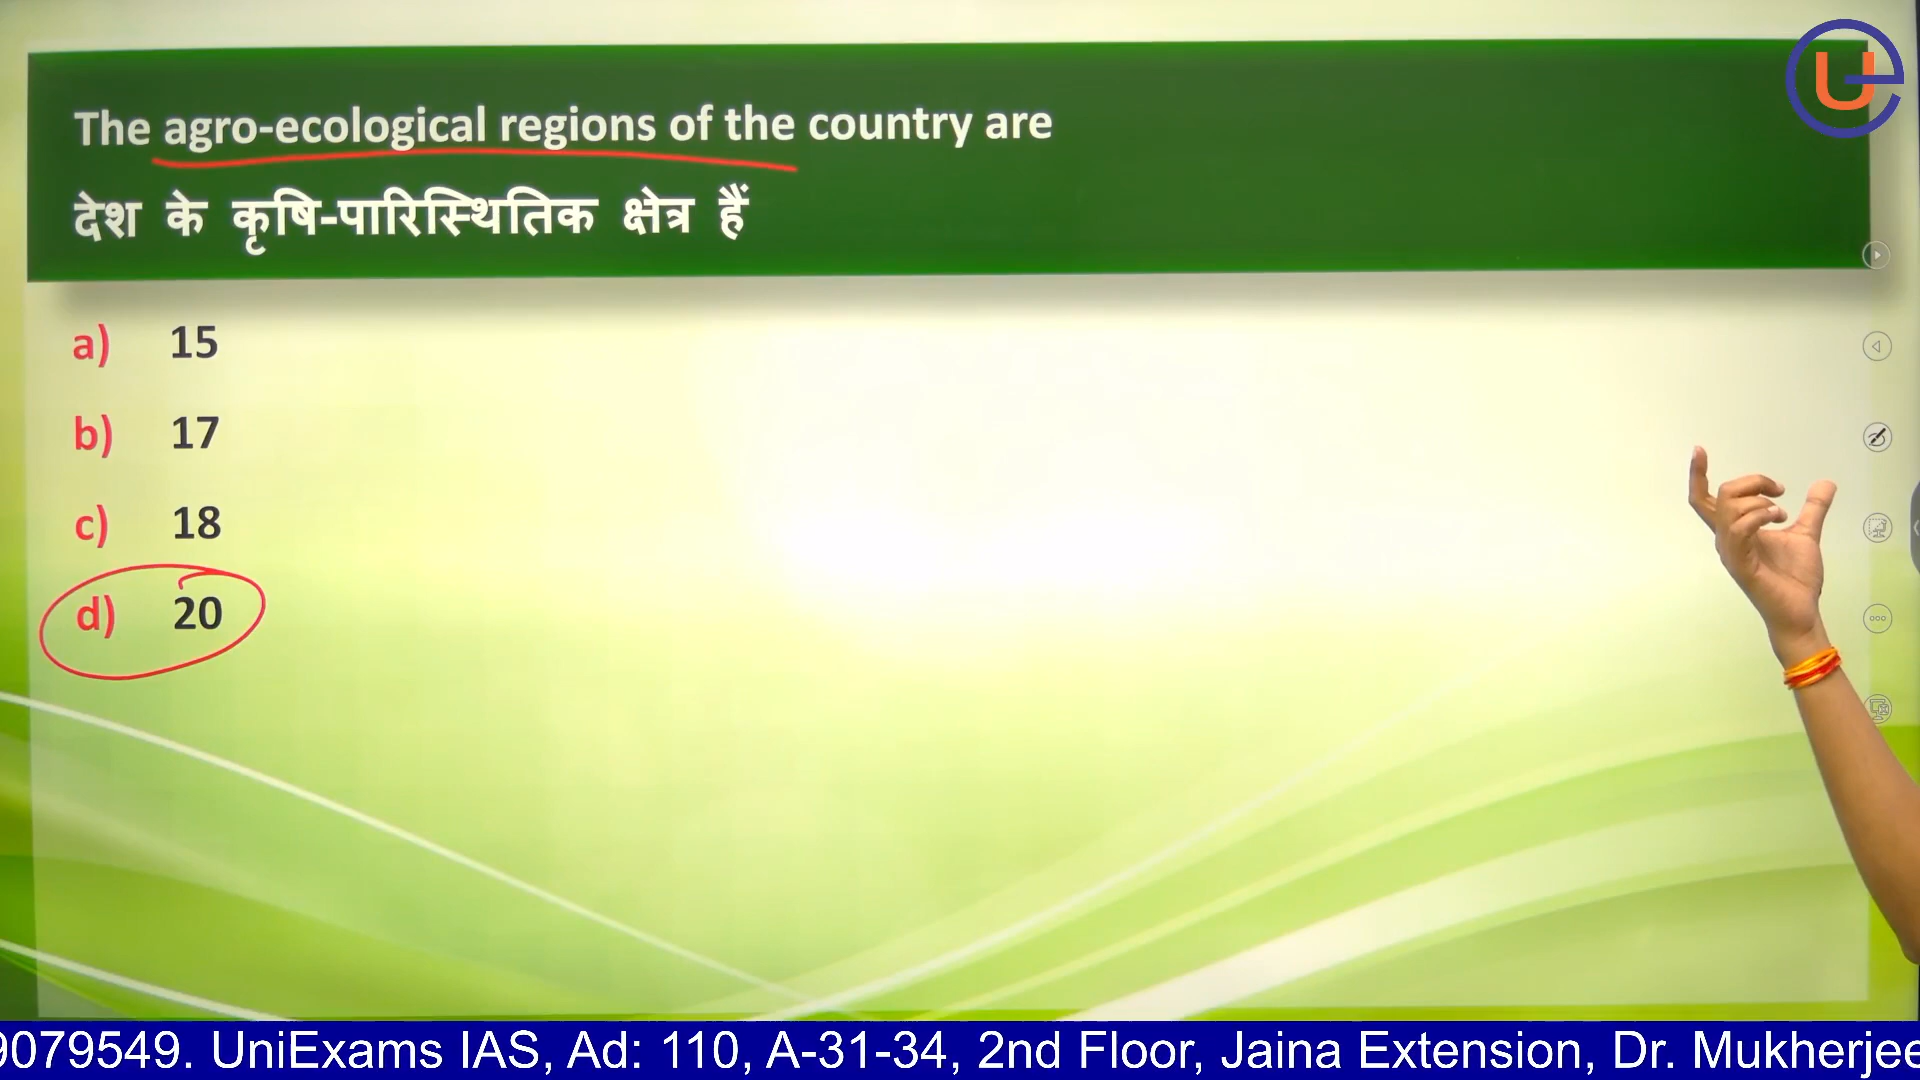 The agro-ecological regions of the country are
देश के कृषि-पारिस्थितिक क्षेत्र हैं
a) 15
b) 17
c) 18
d) 20
9079549. UniExams IAS, Ad: 110, A-31-34, 2nd Floor, Jaina Extension, Dr. Mukherjee